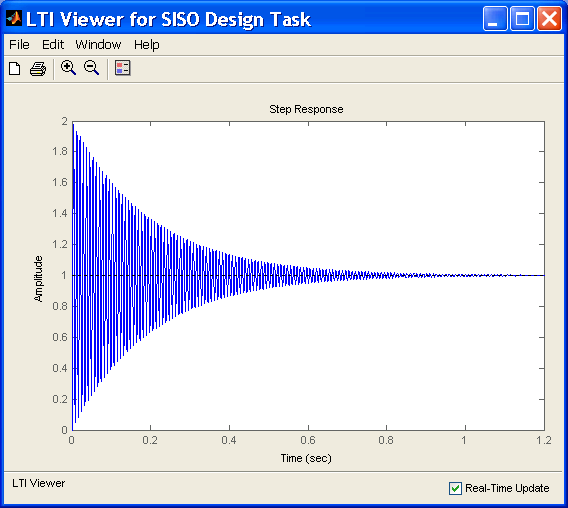 LTI Viewer for SISO Design Task
File Edit Window Help
Step Response
2
1.8
1.6
1.4
1.2
1
0.8
0.6
0.4
0.2
0
Amplitude
0 0.2 0.4 0.6 0.8 1 1.2
Time (sec)
LTI Viewer
Real-Time Update